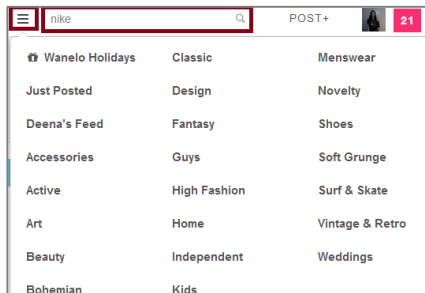 nike POST+ 21
Wanelo Holidays Classic Menswear
Just Posted Design Novelty
Deena's Feed Fantasy Shoes
Accessories Guys Soft Grunge
Active High Fashion Surf & Skate
Art Home Vintage & Retro
Beauty Independent Weddings
Bohemian Kids